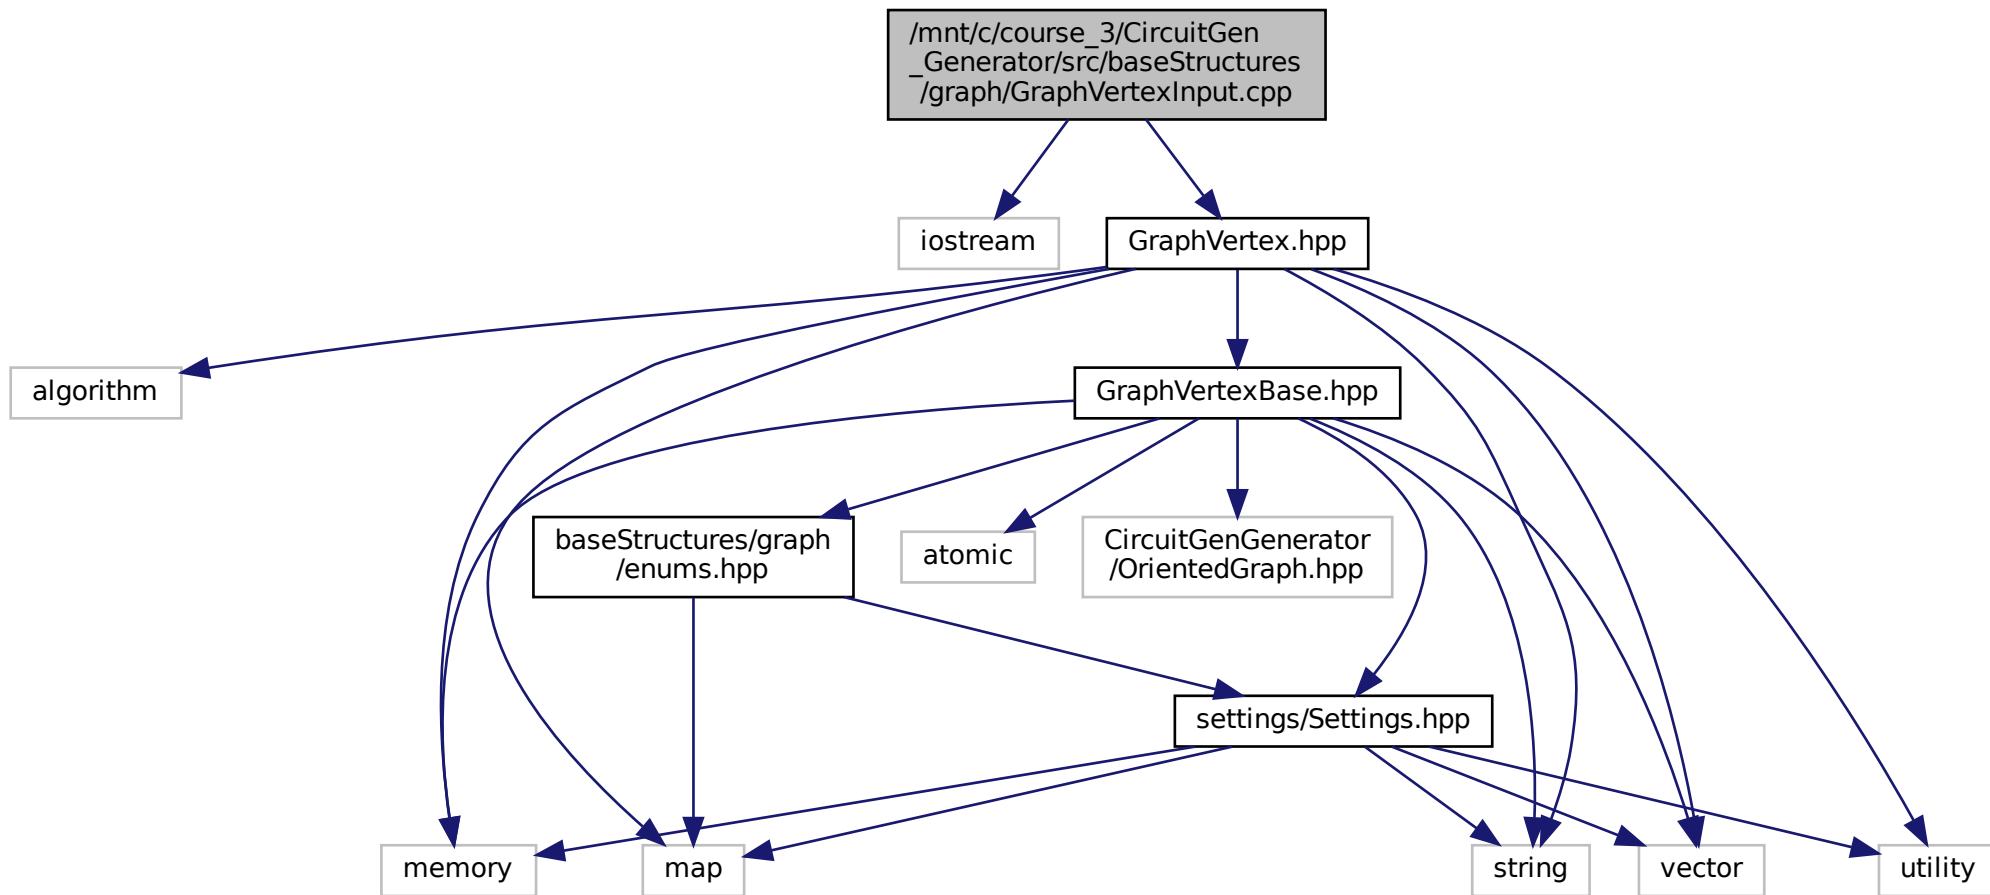 /mnt/c/course_3/CircuitGen
_Generator/src/baseStructures
/graph/GraphVertexInput.cpp
iostream
GraphVertex.hpp
algorithm
GraphVertexBase.hpp
baseStructures/graph
/enums.hpp
atomic
CircuitGenGenerator
/OrientedGraph.hpp
settings/Settings.hpp
memory
map
string
vector
utility